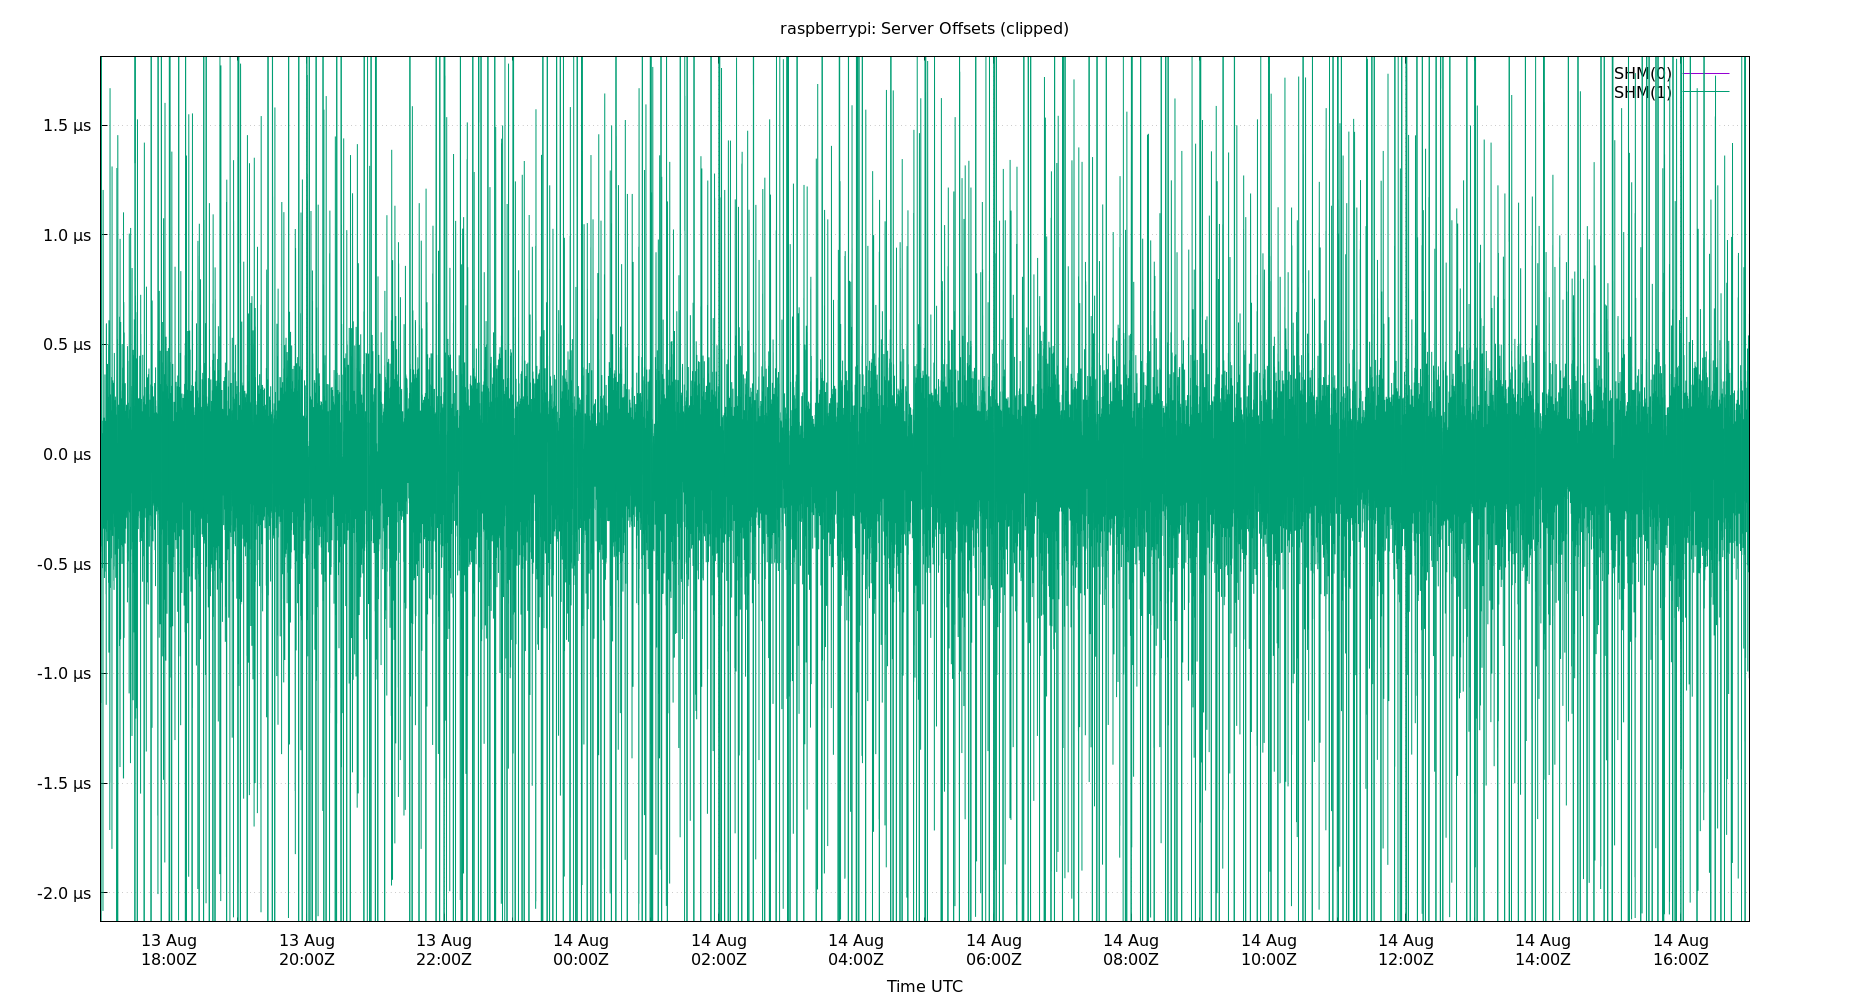 raspberrypi: Server Offsets (clipped)
SHM(0)
SHM(1)
1.5 µs
1.0 µs
0.5 µs
0.0 µs
-0.5 µs
-1.0 µs
-1.5 µs
-2.0 µs
13 Aug 13 Aug 13 Aug 14 Aug 14 Aug 14 Aug 14 Aug 14 Aug 14 Aug 14 Aug 14 Aug 14 Aug
18:00Z 20:00Z 22:00Z 00:00Z 02:00Z 04:00Z 06:00Z 08:00Z 10:00Z 12:00Z 14:00Z 16:00Z
Time UTC